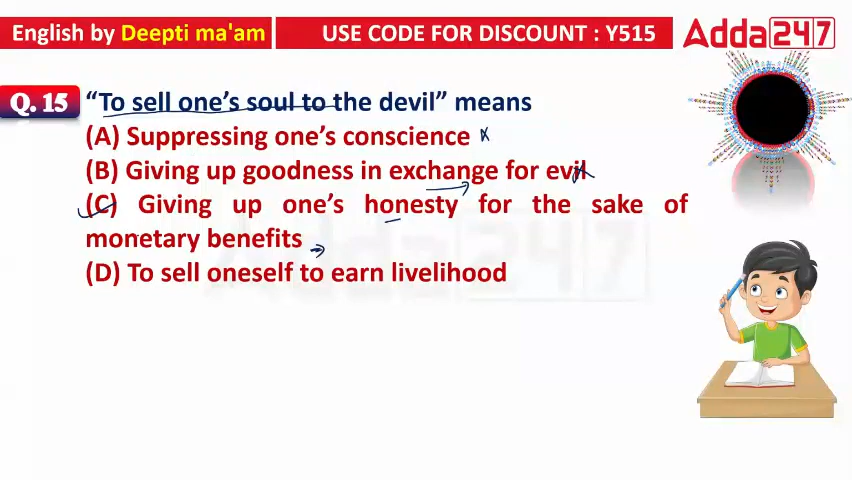 English by Deepti ma'am
USE CODE FOR DISCOUNT : Y515
Adda247
Q. 15
“To sell one’s soul to the devil” means
(A) Suppressing one’s conscience
(B) Giving up goodness in exchange for evil
(C) Giving up one’s honesty for the sake of
monetary benefits
(D) To sell oneself to earn livelihood
Adda247